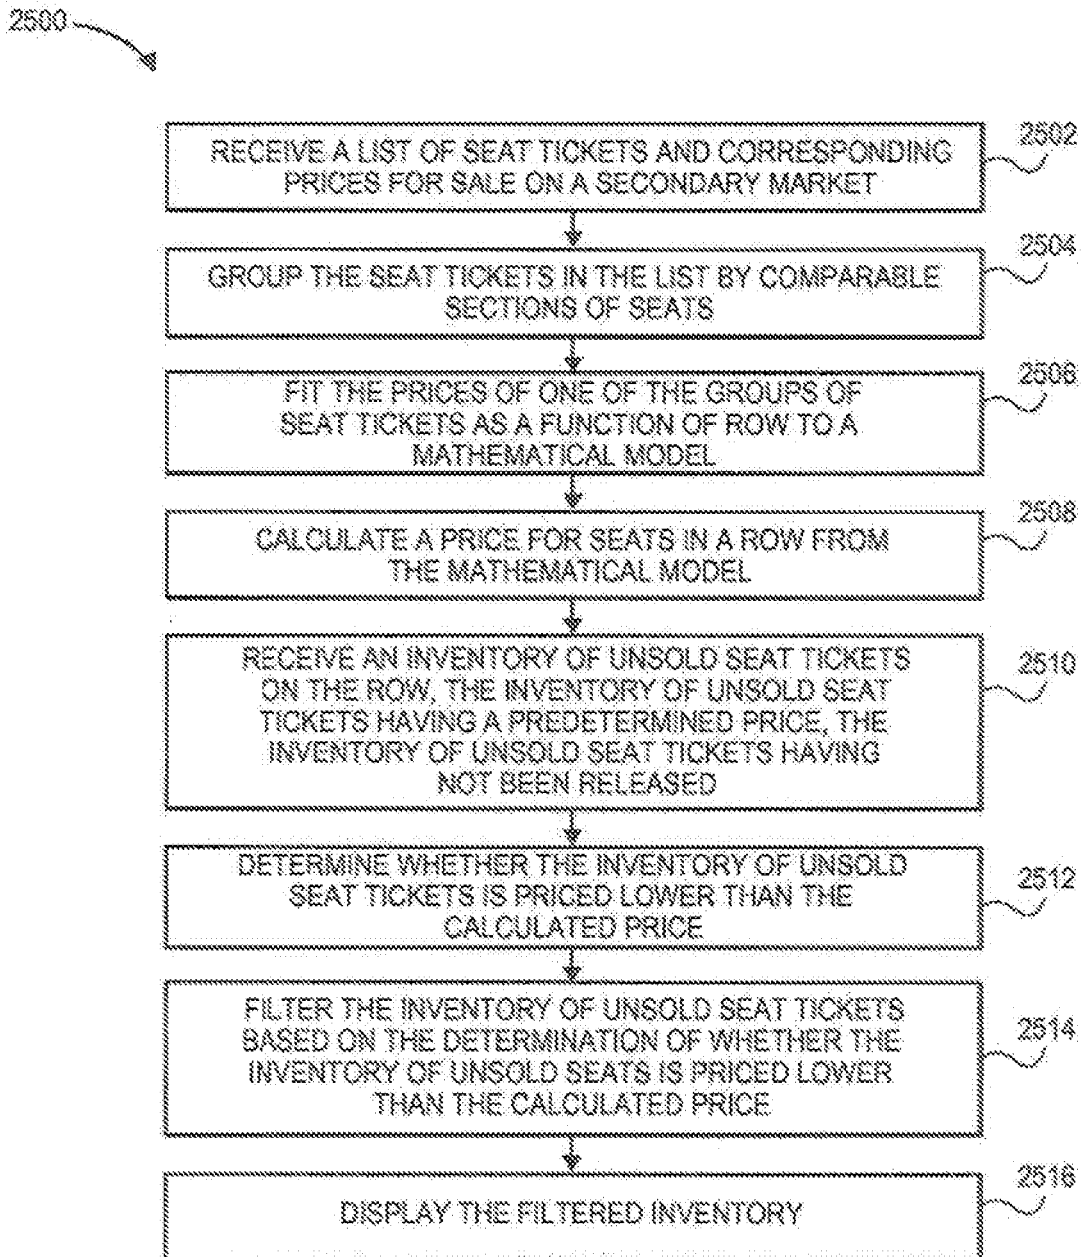 2500
RECEIVE A LIST OF SEAT TICKETS AND CORRESPONDING
PRICES FOR SALE ON A SECONDARY MARKET
2502
GROUP THE SEAT TICKETS IN THE LIST BY COMPARABLE
SECTIONS OF SEATS
2504
FIT THE PRICES OF ONE OF THE GROUPS OF
SEAT TICKETS AS A FUNCTION OF ROW TO A
MATHEMATICAL MODEL
2506
CALCULATE A PRICE FOR SEATS IN A ROW FROM
THE MATHEMATICAL MODEL
2508
RECEIVE AN INVENTORY OF UNSOLD SEAT TICKETS
ON THE ROW, THE INVENTORY OF UNSOLD SEAT
TICKETS HAVING A PREDETERMINED PRICE, THE
INVENTORY OF UNSOLD SEAT TICKETS HAVING
NOT BEEN RELEASED
2510
DETERMINE WHETHER THE INVENTORY OF UNSOLD
SEAT TICKETS IS PRICED LOWER THAN THE
CALCULATED PRICE
2512
FILTER THE INVENTORY OF UNSOLD SEAT TICKETS
BASED ON THE DETERMINATION OF WHETHER THE
INVENTORY OF UNSOLD SEATS IS PRICED LOWER
THAN THE CALCULATED PRICE
2514
DISPLAY THE FILTERED INVENTORY
2516